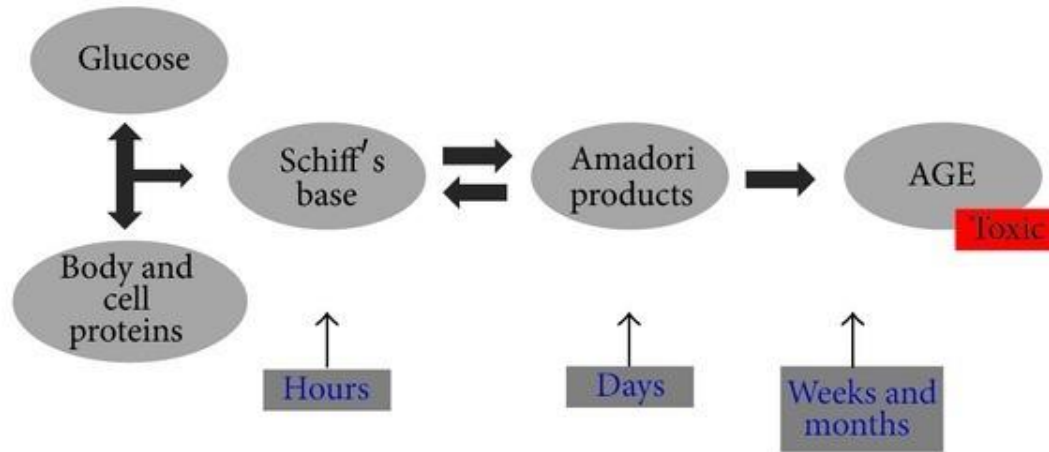 Glucose
Body and
cell
proteins
Schiff′s
base
Amadori
products
AGE
Toxic
Hours
Days
Weeks and
months